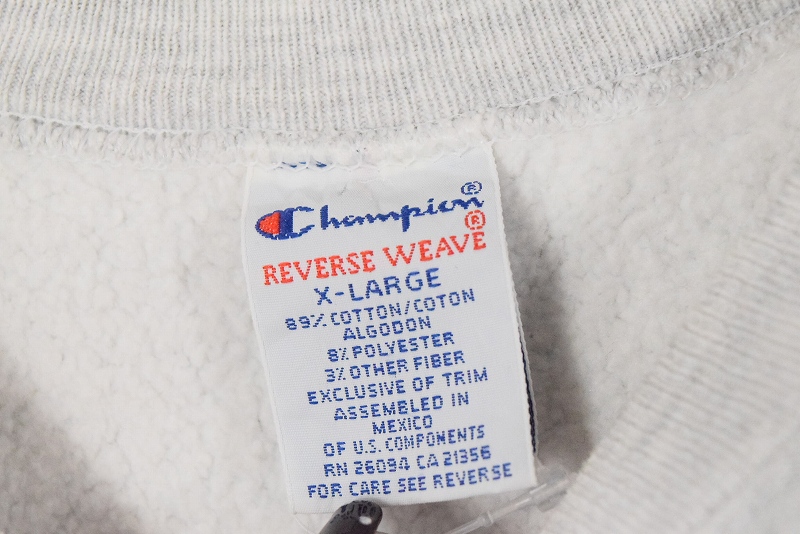 Champion®
REVERSE WEAVE®
X-LARGE
89% COTTON/COTON
ALGODON
8% POLYESTER
3% OTHER FIBER
EXCLUSIVE OF TRIM
ASSEMBLED IN
MEXICO
OF U.S. COMPONENTS
RN 26094 CA 21356
FOR CARE SEE REVERSE